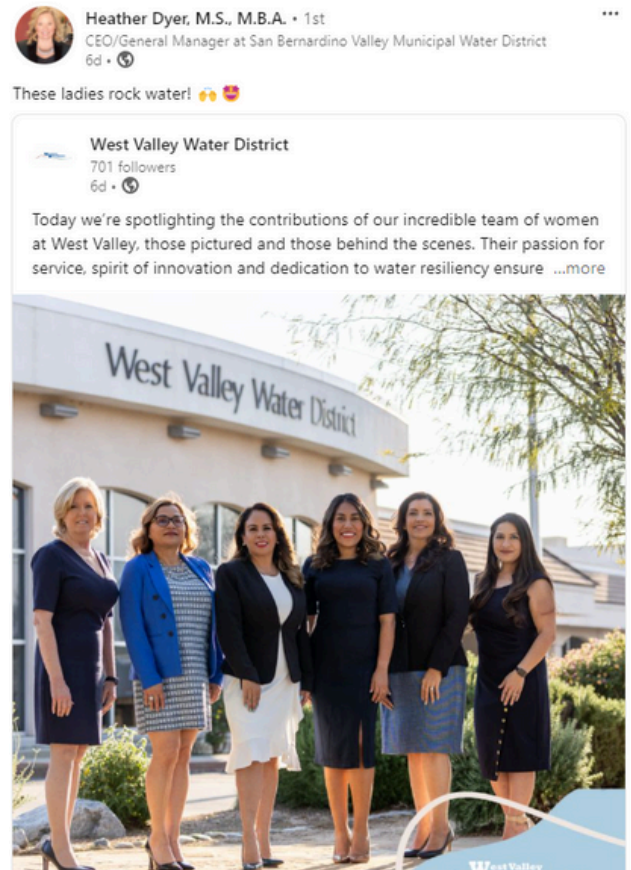 Heather Dyer, M.S., M.B.A. • 1st
CEO/General Manager at San Bernardino Valley Municipal Water District
6d •
These ladies rock water! 🙌 🤩
West Valley Water District
701 followers
6d •
Today we're spotlighting the contributions of our incredible team of women
at West Valley, those pictured and those behind the scenes. Their passion for
service, spirit of innovation and dedication to water resiliency ensure ...more
West Valley Water District
West Valley